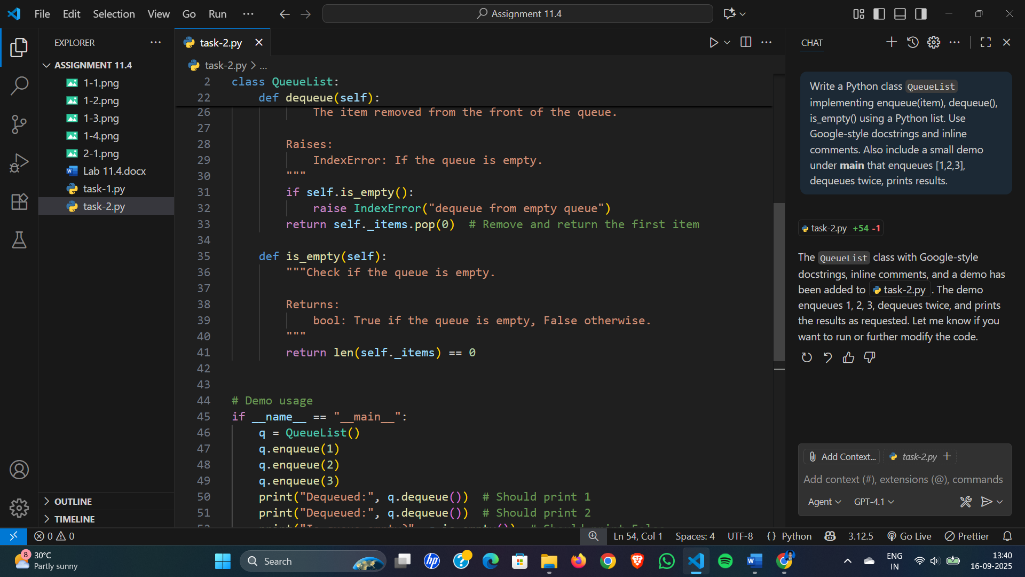 File Edit Selection View Go Run ··· Assignment 11.4
EXPLORER ···
ASSIGNMENT 11.4
1-1.png
1-2.png
1-3.png
1-4.png
2-1.png
Lab 11.4.docx
task-1.py
task-2.py
OUTLINE
TIMELINE
task-2.py
task-2.py > ...
2 class QueueList:
22 def dequeue(self):
26 The item removed from the front of the queue.
27
28 Raises:
29 IndexError: If the queue is empty.
30 """
31 if self.is_empty():
32 raise IndexError("dequeue from empty queue")
33 return self._items.pop(0) # Remove and return the first item
34
35 def is_empty(self):
36 """Check if the queue is empty.
37
38 Returns:
39 bool: True if the queue is empty, False otherwise.
40 """
41 return len(self._items) == 0
42
43
44 # Demo usage
45 if __name__ == "__main__":
46 q = QueueList()
47 q.enqueue(1)
48 q.enqueue(2)
49 q.enqueue(3)
50 print("Dequeued:", q.dequeue()) # Should print 1
51 print("Dequeued:", q.dequeue()) # Should print 2
CHAT
Write a Python class QueueList
implementing enqueue(item), dequeue(),
is_empty() using a Python list. Use
Google-style docstrings and inline
comments. Also include a small demo
under main that enqueues [1,2,3],
dequeues twice, prints results.
task-2.py +54 -1
The QueueList class with Google-style
docstrings, inline comments, and a demo has
been added to task-2.py . The demo
enqueues 1, 2, 3, dequeues twice, and prints
the results as requested. Let me know if you
want to run or further modify the code.
Add Context... task-2.py +
Add context (#), extensions (@), commands
Agent GPT-4.1
0 0 Ln 54, Col 1 Spaces: 4 UTF-8 {} Python 3.12.5 Go Live Prettier
8 30°C
Partly sunny
Search
ENG
IN
13:40
16-09-2025